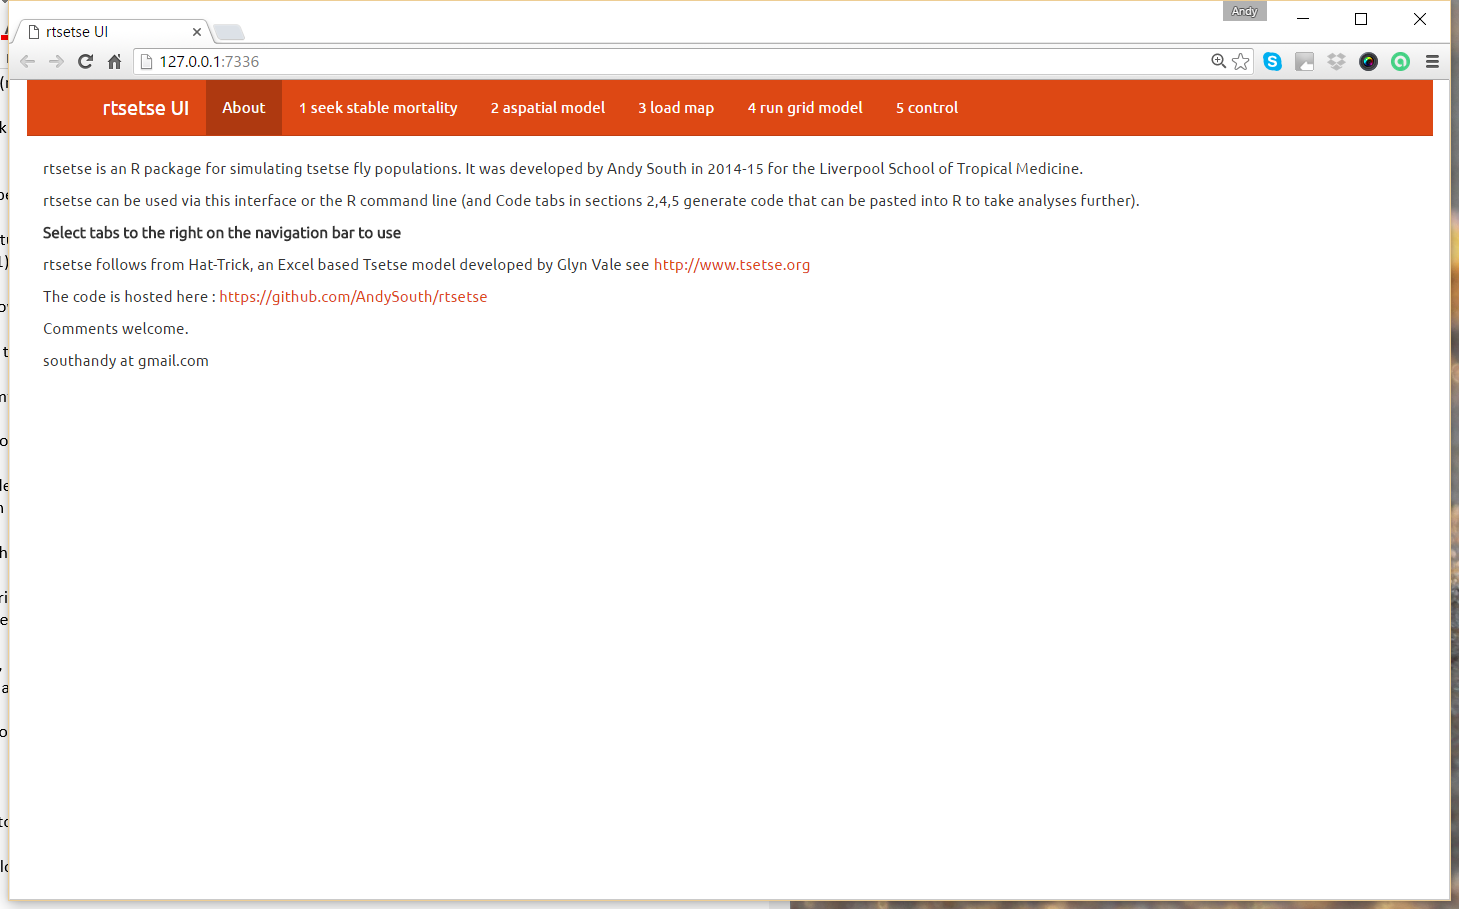 Andy
rtsetse UI
127.0.0.1:7336
rtsetse UI About 1 seek stable mortality 2 aspatial model 3 load map 4 run grid model 5 control
rtsetse is an R package for simulating tsetse fly populations. It was developed by Andy South in 2014-15 for the Liverpool School of Tropical Medicine.
rtsetse can be used via this interface or the R command line (and Code tabs in sections 2,4,5 generate code that can be pasted into R to take analyses further).
Select tabs to the right on the navigation bar to use
rtsetse follows from Hat-Trick, an Excel based Tsetse model developed by Glyn Vale see http://www.tsetse.org
The code is hosted here : https://github.com/AndySouth/rtsetse
Comments welcome.
southandy at gmail.com